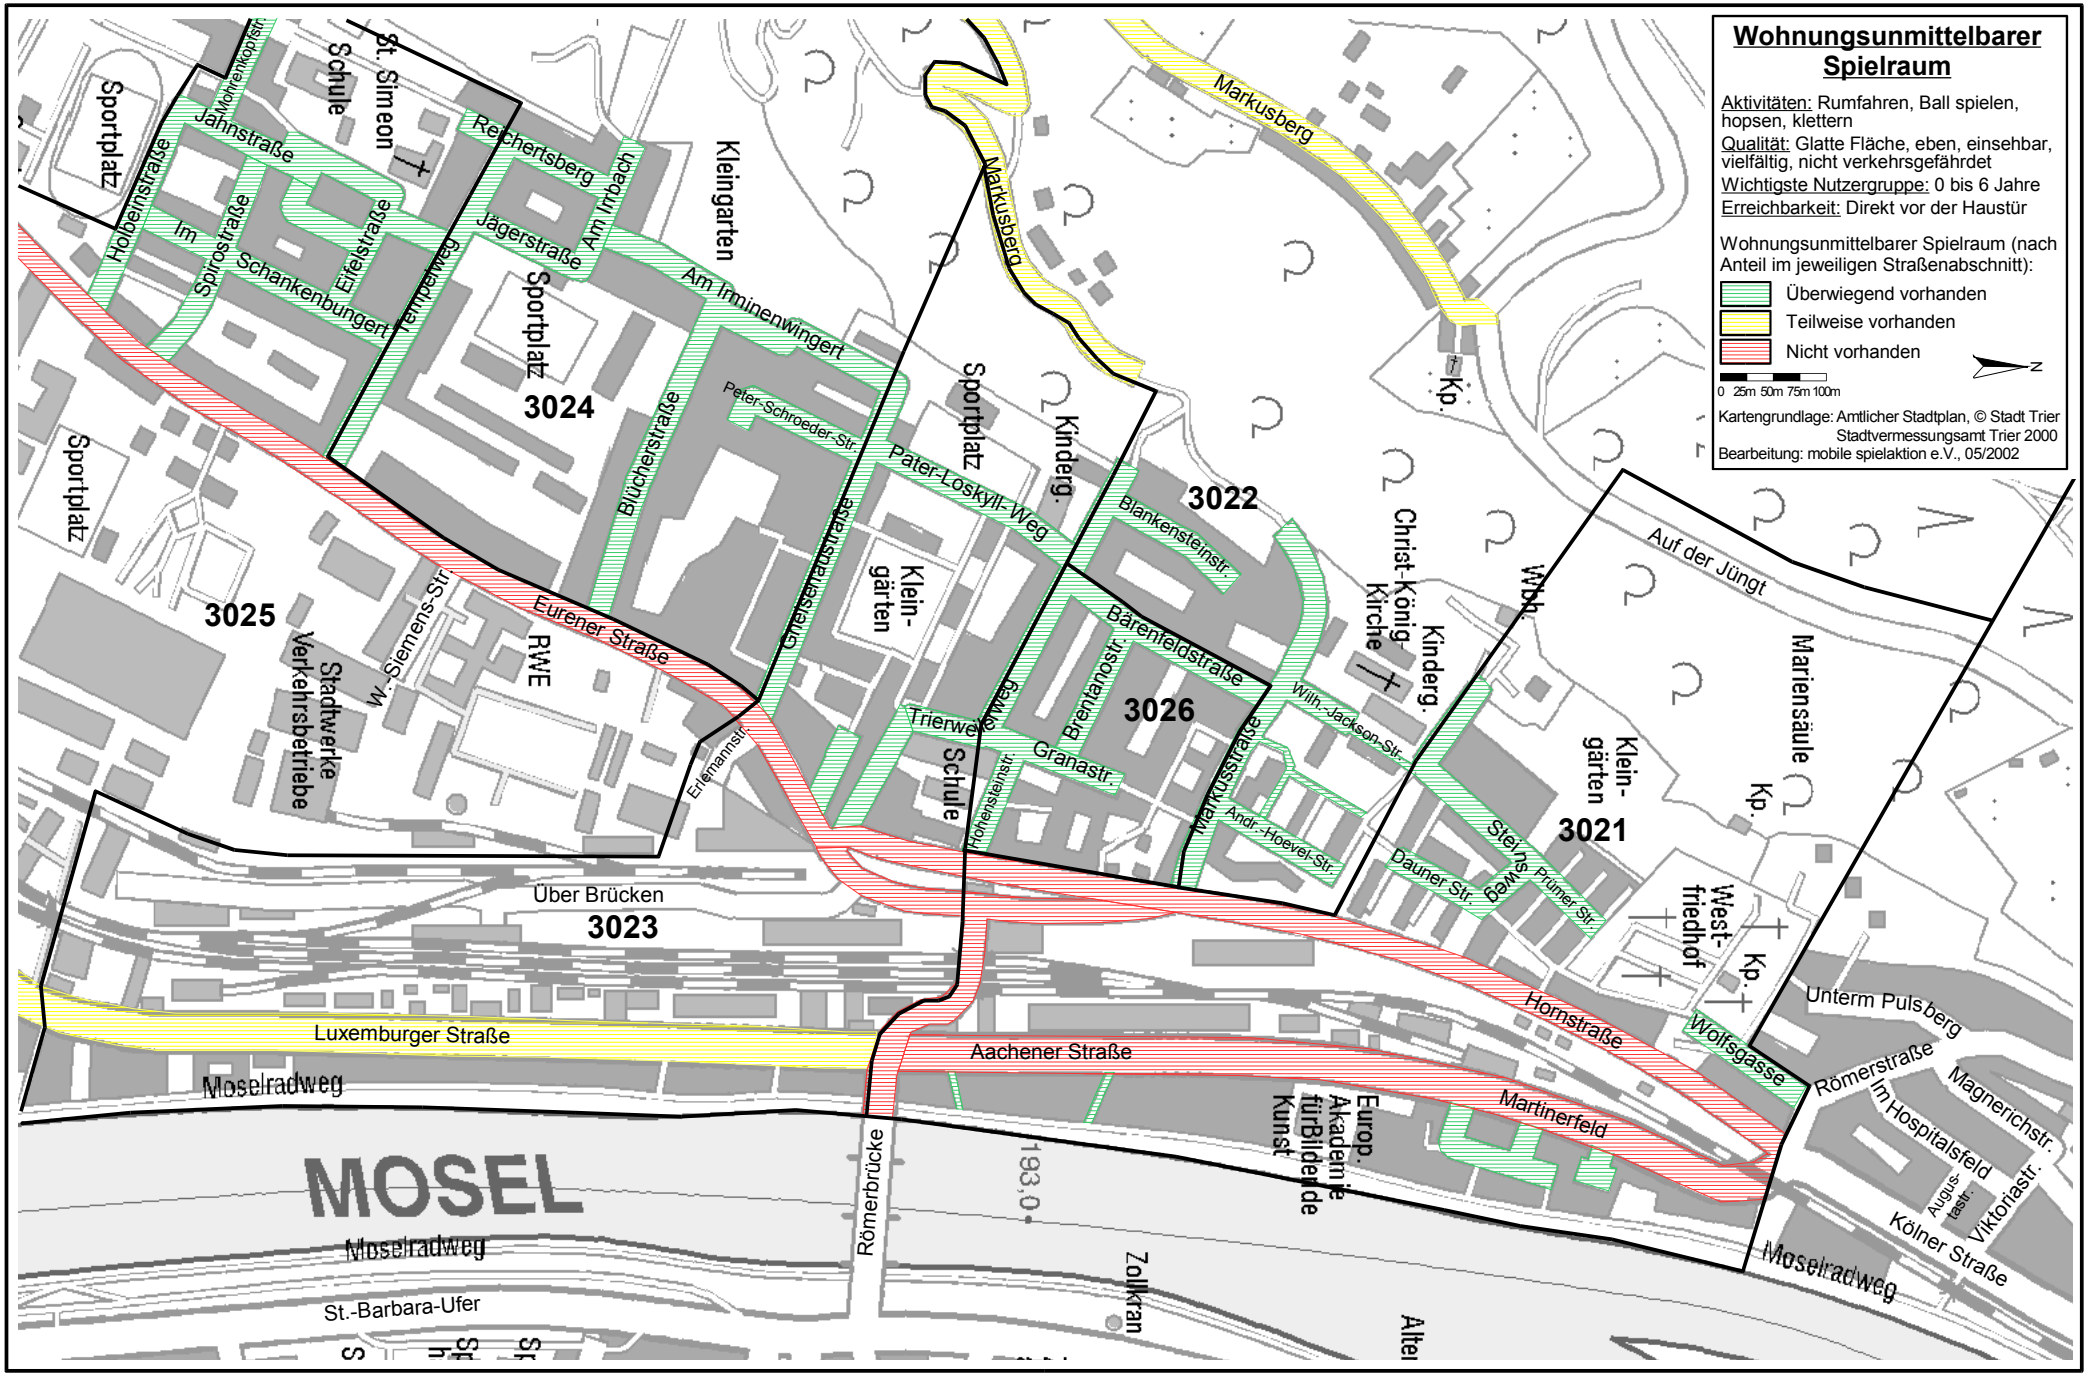 Wohnungsunmittelbarer
Spielraum
Aktivitäten: Rumfahren, Ball spielen,
hopsen, klettern
Qualität: Glatte Fläche, eben, einsehbar,
vielfältig, nicht verkehrsgefährdet
Wichtigste Nutzergruppe: 0 bis 6 Jahre
Erreichbarkeit: Direkt vor der Haustür
Wohnungsunmittelbarer Spielraum (nach
Anteil im jeweiligen Straßenabschnitt):
Überwiegend vorhanden
Teilweise vorhanden
Nicht vorhanden
N
0 25m 50m 75m 100m
Kartengrundlage: Amtlicher Stadtplan, © Stadt Trier
Stadtvermessungsamt Trier 2000
Bearbeitung: mobile spielaktion e.V., 05/2002
Mohrenkopfstr.
Schule
St. Simeon
Sportplatz
Jahnstraße
Reichertsberg
Holbeinstraße
Im
Schankenbungert
Spirostraße
Eifelstraße
Tempelweg
Jägerstraße
Am Irrbach
Kleingarten
Am Irminenwingert
Sportplatz
3024
Blücherstraße
Peter-Schroeder-Str.
Gneisenaustraße
Pater-Loskyll-Weg
Sportplatz
Kinderg.
Markusberg
Markusberg
Kp.
3022
Blankensteinstr.
Christ-König-
Kirche
Kinderg.
Wbh.
Auf der Jüngt
Mariensäule
Klein-
gärten
3021
Kp.
Sportplatz
3025
W.-Siemens-Str.
Stadtwerke
Verkehrsbetriebe
RWE
Eurener Straße
Erlemannstr.
Klein-
gärten
Trierweilerweg
Schule
Bärenfeldstraße
Brentanostr.
3026
Granastr.
Hohensteinstr.
Markusstraße
Wilh.-Jackson-Str.
Andr.-Hoevel-Str.
Dauner Str.
Steinsweg
Prümer Str.
West-
friedhof
Kp.
Über Brücken
3023
Luxemburger Straße
Aachener Straße
Hornstraße
Wolfsgasse
Unterm Pulsberg
Römerstraße
Im Hospitalsfeld
Magnerichstr.
Augus-
tastr.
Viktoriastr.
Kölner Straße
Martinerfeld
Europ.
Akademie
fürBildende
Kunst
Moselradweg
Moselradweg
MOSEL
193,0
Römerbrücke
Moselradweg
St.-Barbara-Ufer
Zollkran
Alter